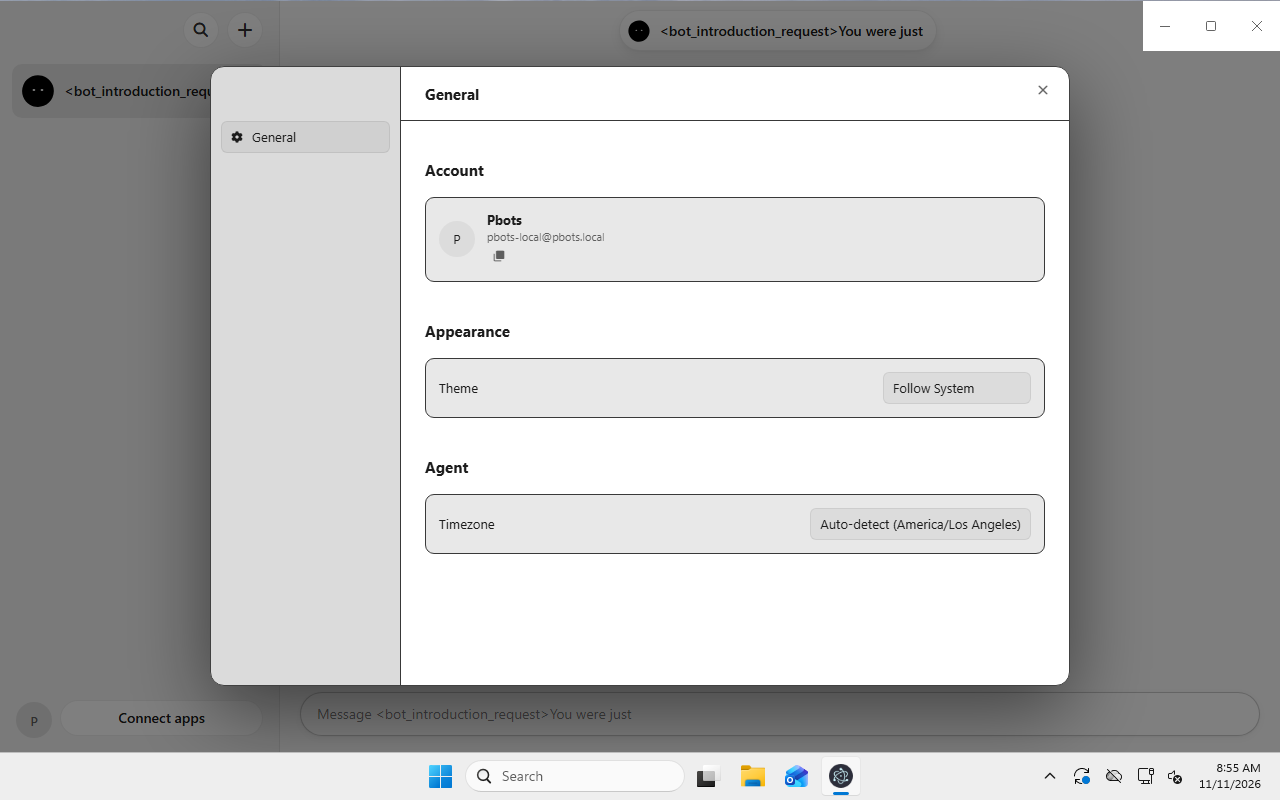 <bot_introduction_request>You were just
<bot_introduction_requ
General
General
Account
P
Pbots
pbots-local@pbots.local
Appearance
Theme
Follow System
Agent
Timezone
Auto-detect (America/Los Angeles)
P
Connect apps
Message <bot_introduction_request>You were just
Search
8:55 AM
11/11/2026